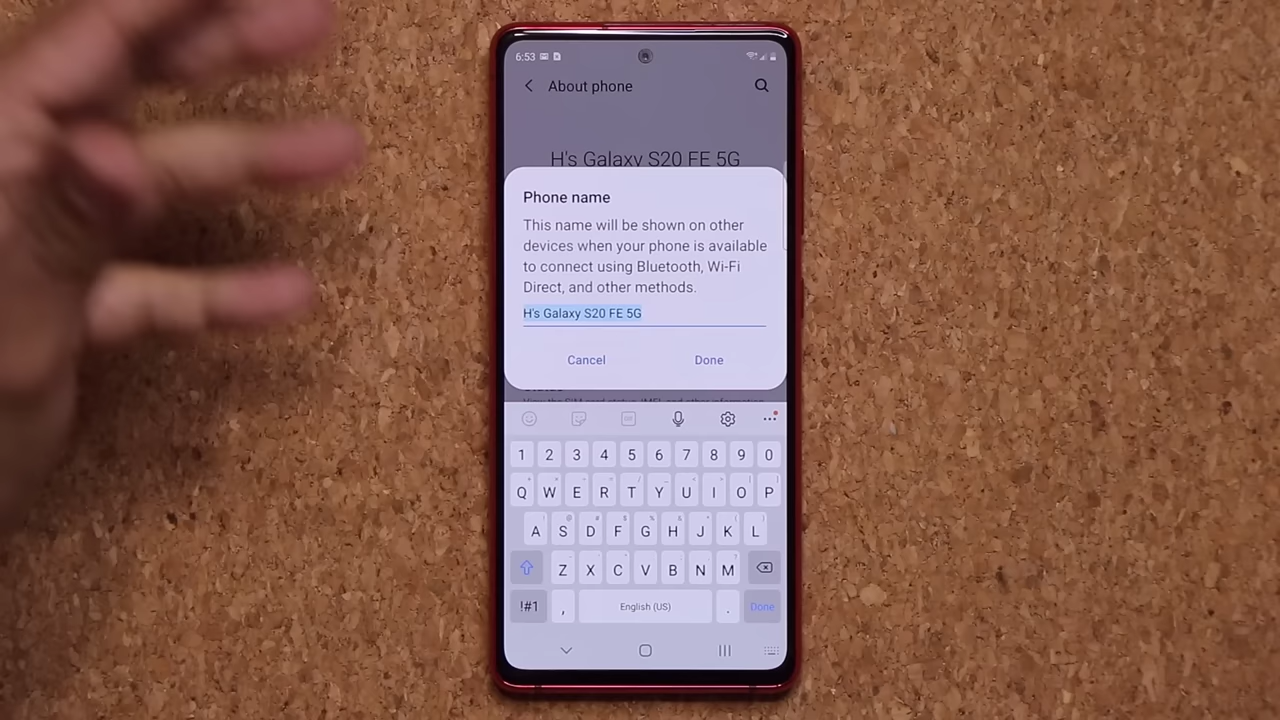 6:53
About phone
H's Galaxy S20 FE 5G
Phone name
This name will be shown on other
devices when your phone is available
to connect using Bluetooth, Wi-Fi
Direct, and other methods.
H's Galaxy S20 FE 5G
Cancel Done
GIF
1 2 3 4 5 6 7 8 9 0
Q W E R T Y U I O P
A S D F G H J K L
Z X C V B N M
!#1 , English (US) . Done